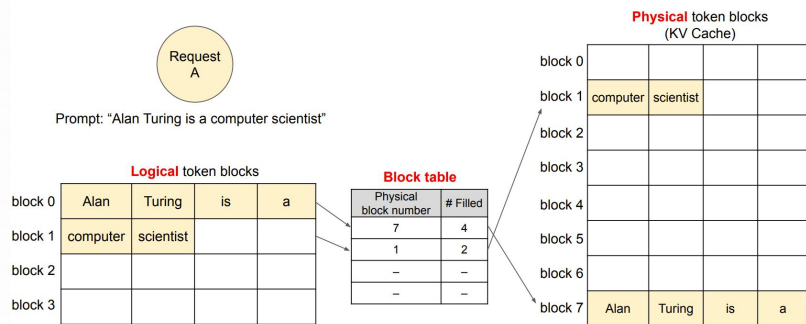 Request
A
Prompt: “Alan Turing is a computer scientist”
Logical token blocks
block 0 Alan Turing is a
block 1 computer scientist
block 2
block 3
Block table
Physical block number # Filled
7 4
1 2
– –
– –
Physical token blocks
(KV Cache)
block 0
block 1 computer scientist
block 2
block 3
block 4
block 5
block 6
block 7 Alan Turing is a